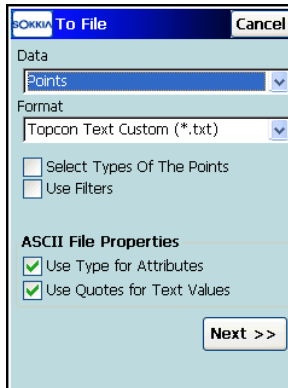 SOKKIA To File Cancel
Data
Points
Format
Topcon Text Custom (*.txt)
Select Types Of The Points
Use Filters
ASCII File Properties
Use Type for Attributes
Use Quotes for Text Values
Next >>